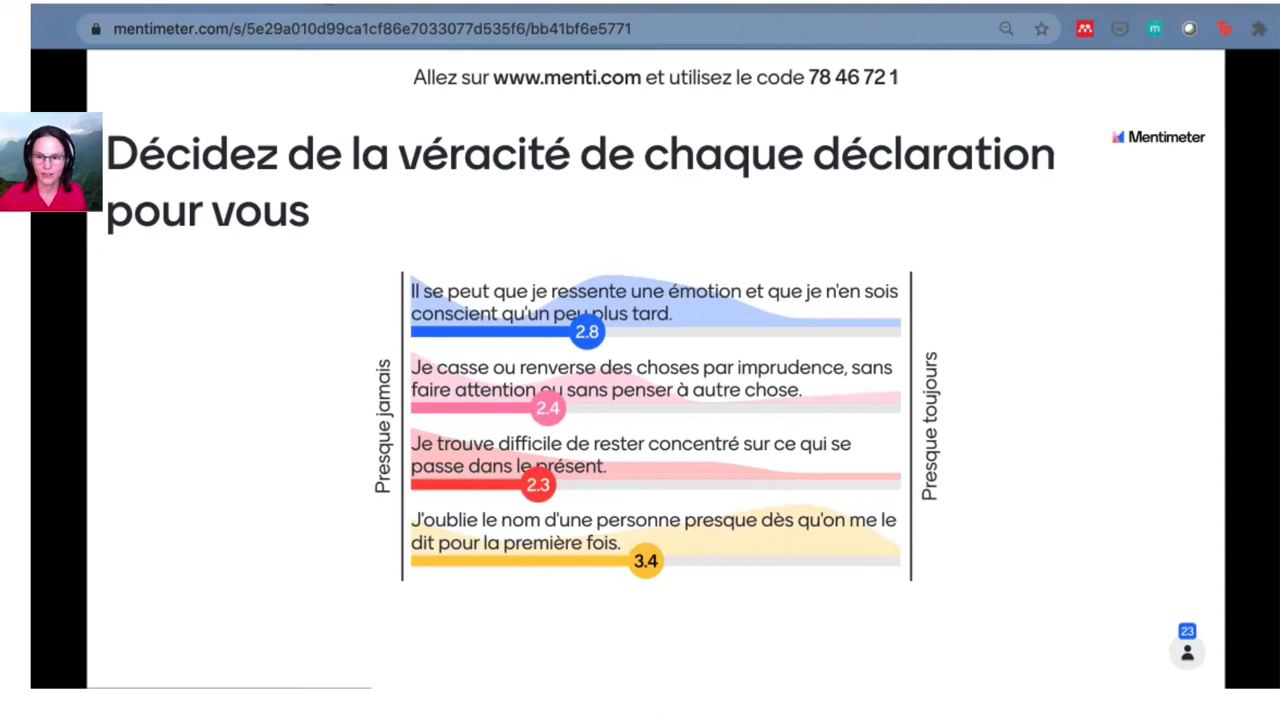 mentimeter.com/s/5e29a010d99ca1cf86e7033077d535f6/bb41bf6e5771
m
Allez sur www.menti.com et utilisez le code 78 46 72 1
Mentimeter
Décidez de la véracité de chaque déclaration
pour vous
Presque jamais
Il se peut que je ressente une émotion et que je n'en sois
conscient qu'un peu plus tard.
2.8
Je casse ou renverse des choses par imprudence, sans
faire attention ou sans penser à autre chose.
2.4
Je trouve difficile de rester concentré sur ce qui se
passe dans le présent.
2.3
J'oublie le nom d'une personne presque dès qu'on me le
dit pour la première fois.
3.4
Presque toujours
23